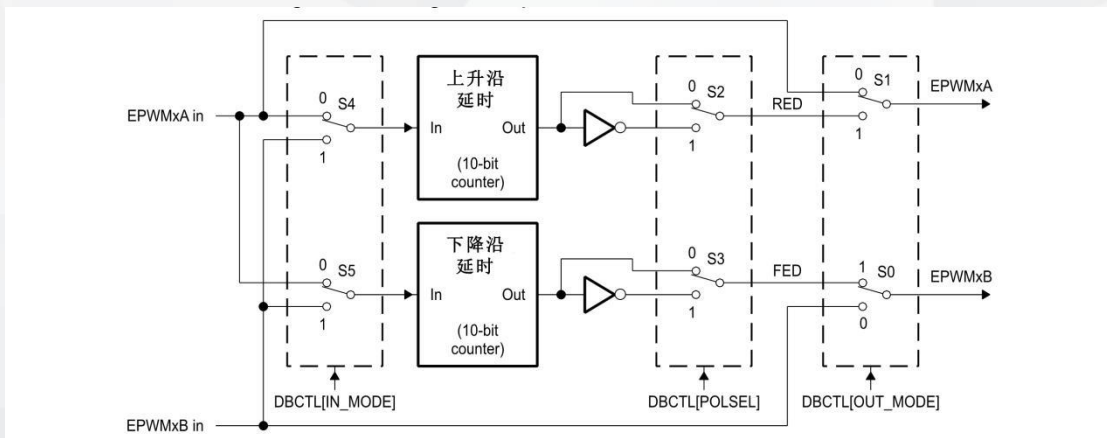 EPWMxA in
0
S4
1
上升沿
延时
In
Out
(10-bit
counter)
0
S2
1
RED
0
S1
1
EPWMxA
0
S5
1
下降沿
延时
In
Out
(10-bit
counter)
0
S3
1
FED
1
S0
0
EPWMxB
DBCTL[IN_MODE]
DBCTL[POLSEL]
DBCTL[OUT_MODE]
EPWMxB in